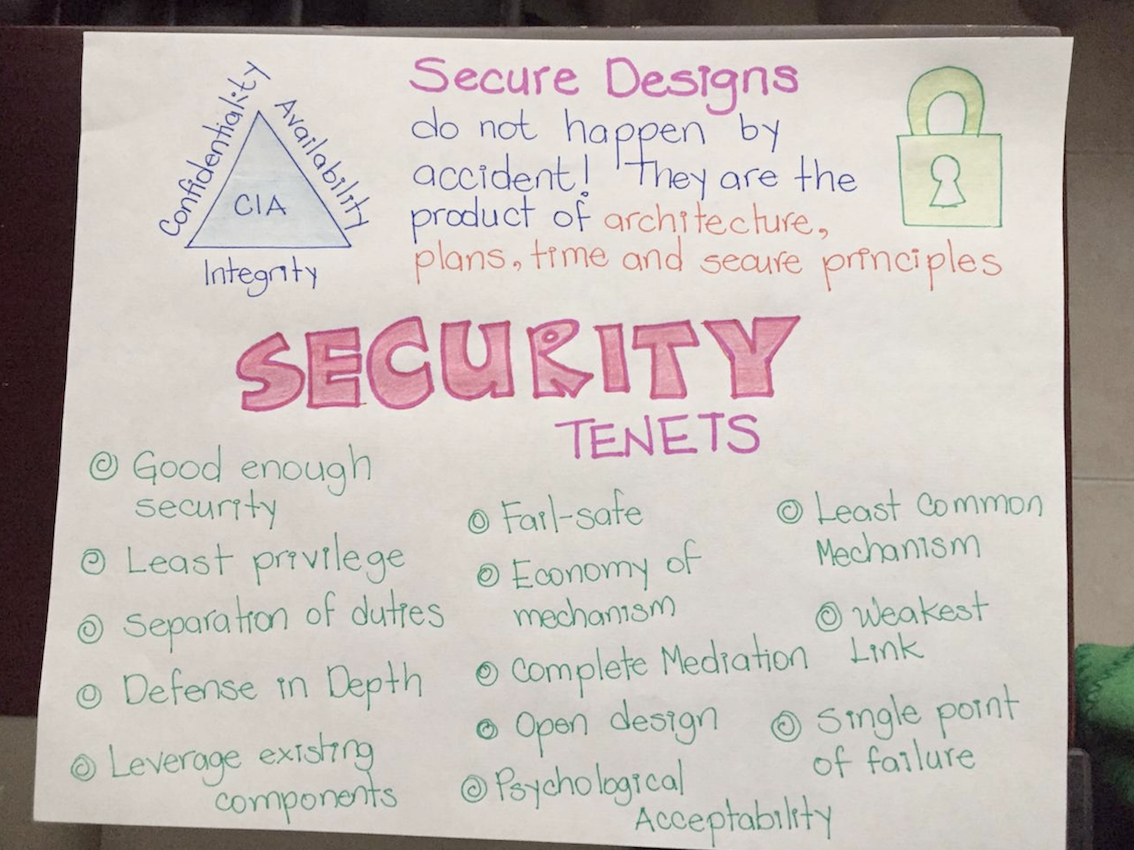 Confidentiality
Availability
CIA
Integrity
Secure Designs
do not happen by
accident! They are the
product of architecture,
plans, time and secure principles
SECURITY
TENETS
Good enough
security
Least privilege
Separation of duties
Defense in Depth
Leverage existing
components
Fail-safe
Economy of
mechanism
Complete Mediation
Open design
Psychological
Acceptability
Least Common
Mechanism
Weakest
Link
Single point
of failure